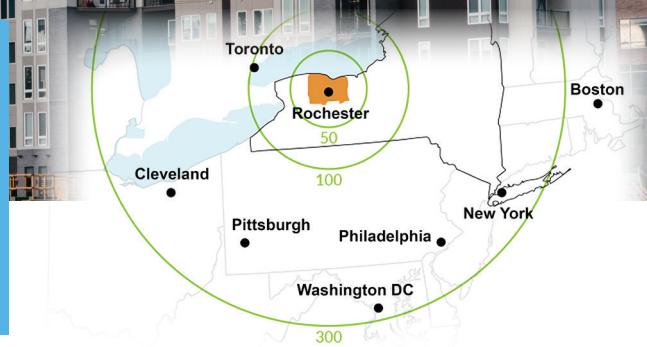 Toronto
Boston
Rochester
50
100
Cleveland
New York
Pittsburgh
Philadelphia
Washington DC
300